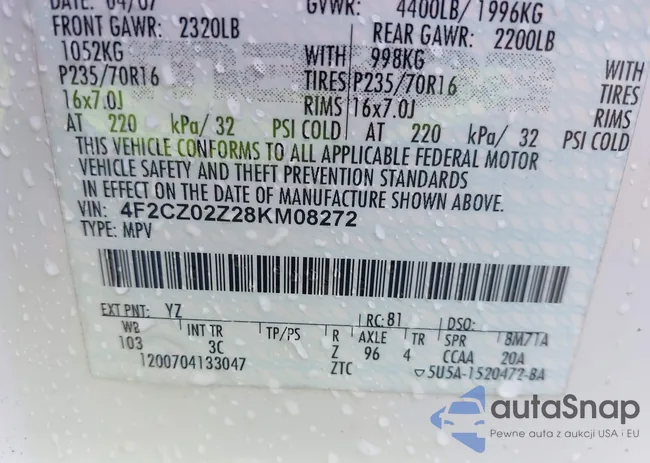 DATE: 04/07 GVWR: 4400LB/ 1996KG
FRONT GAWR: 2320LB REAR GAWR: 2200LB
1052KG WITH 998KG WITH
P235/70R16 TIRES P235/70R16 TIRES
16x7.0J RIMS 16x7.0J RIMS
AT 220 kPa/ 32 PSI COLD AT 220 kPa/ 32 PSI COLD
THIS VEHICLE CONFORMS TO ALL APPLICABLE FEDERAL MOTOR
VEHICLE SAFETY AND THEFT PREVENTION STANDARDS
IN EFFECT ON THE DATE OF MANUFACTURE SHOWN ABOVE.
VIN: 4F2CZ02Z28KM08272
TYPE: MPV
EXT PNT: YZ RC: 81 DSO:
WB INT TR TP/PS R AXLE TR SPR BM71A
103 3C Z 96 4 CCAA 20A
1200704133047 ZTC 5U5A-1520472-BA
autaSnap
Pewne auta z aukcji USA i EU